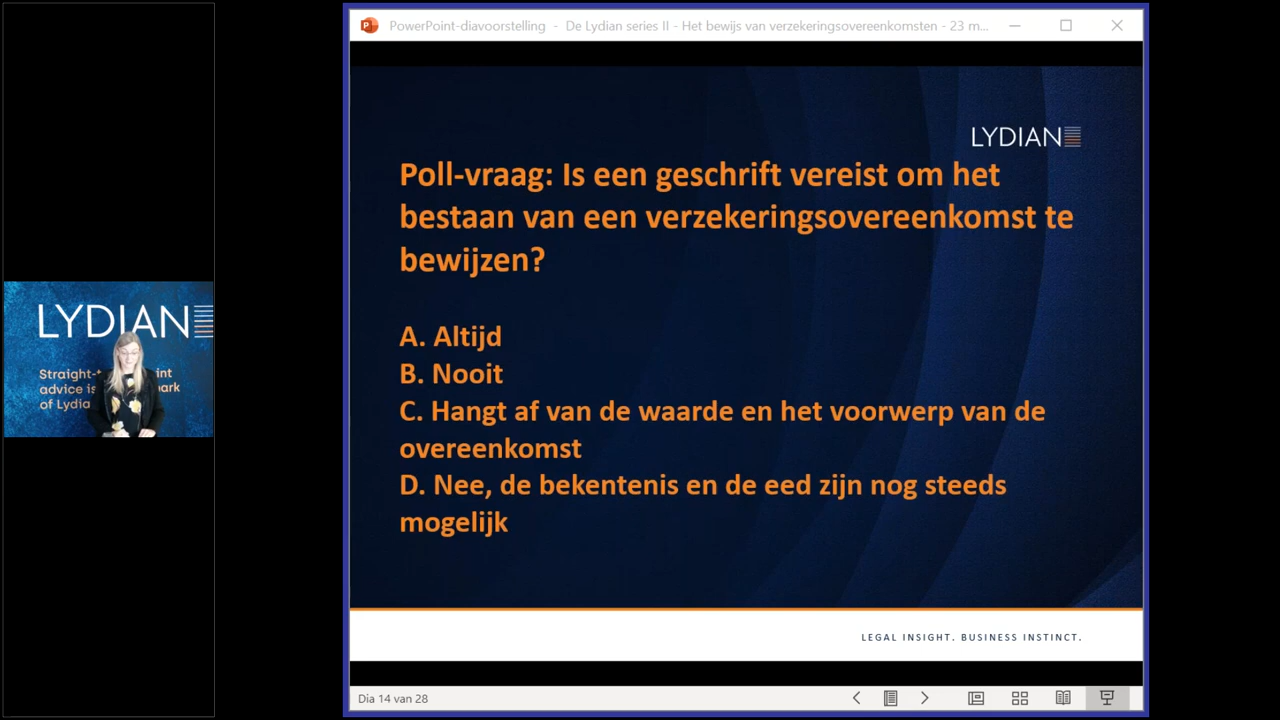 PowerPoint-diavoorstelling - De Lydian series II - Het bewijs van verzekeringsovereenkomsten - 23 m...
LYDIAN
Poll-vraag: Is een geschrift vereist om het
bestaan van een verzekeringsovereenkomst te
bewijzen?
A. Altijd
B. Nooit
C. Hangt af van de waarde en het voorwerp van de
overeenkomst
D. Nee, de bekentenis en de eed zijn nog steeds
mogelijk
LEGAL INSIGHT. BUSINESS INSTINCT.
Dia 14 van 28
LYDIAN
Straight-t int
advice is ark
of Lydia